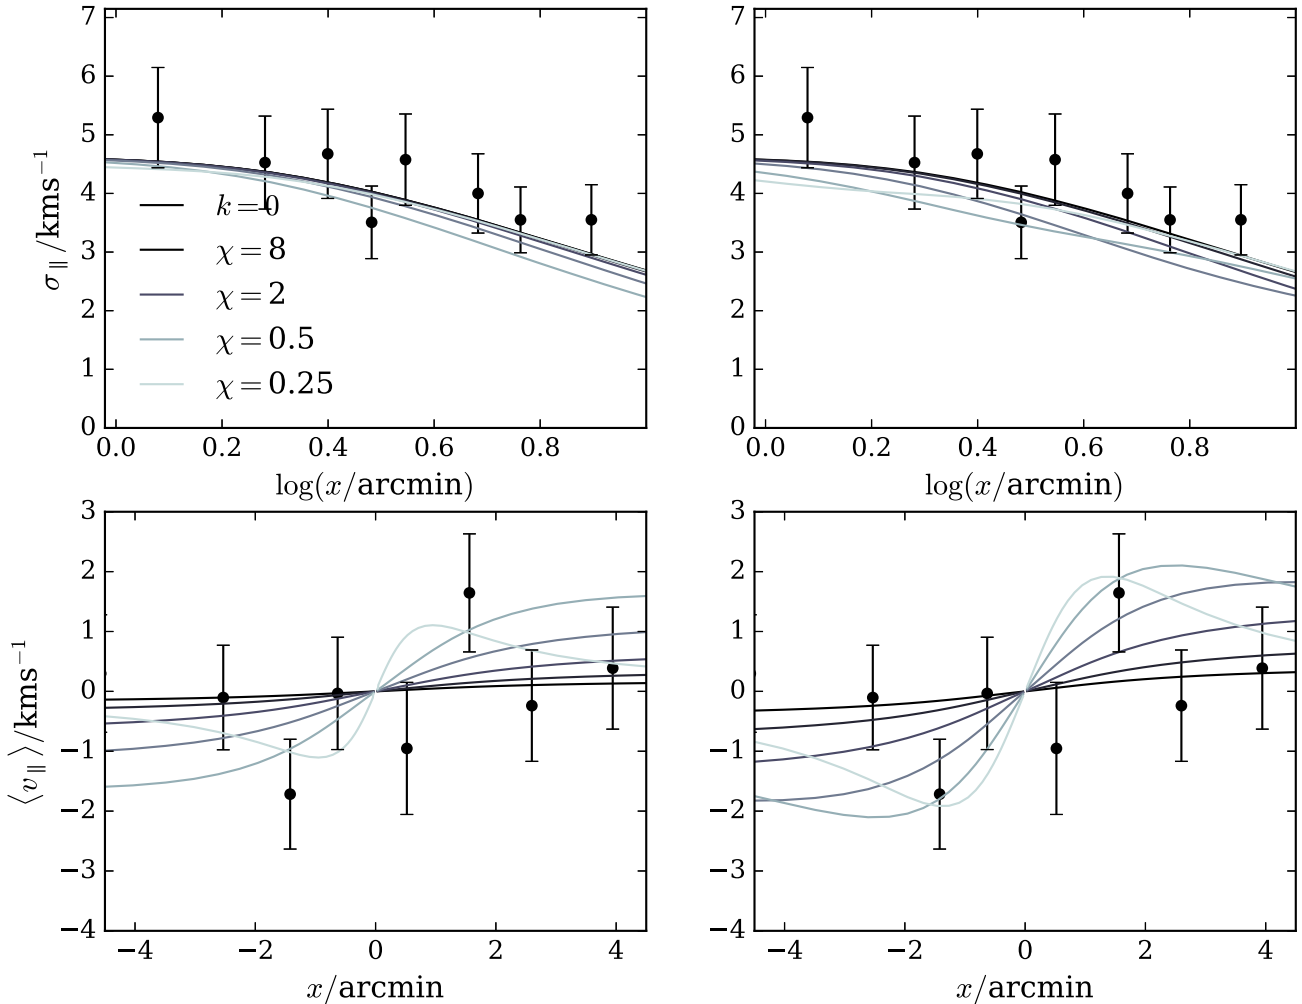 7
6
5
4
3
2
1
0
σ∥/kms⁻¹
k=0
χ=8
χ=2
χ=0.5
χ=0.25
0.0 0.2 0.4 0.6 0.8
log(x/arcmin)
7
6
5
4
3
2
1
0
0.0 0.2 0.4 0.6 0.8
log(x/arcmin)
3
2
1
0
−1
−2
−3
−4
⟨v∥⟩/kms⁻¹
−4 −2 0 2 4
x/arcmin
3
2
1
0
−1
−2
−3
−4
−4 −2 0 2 4
x/arcmin